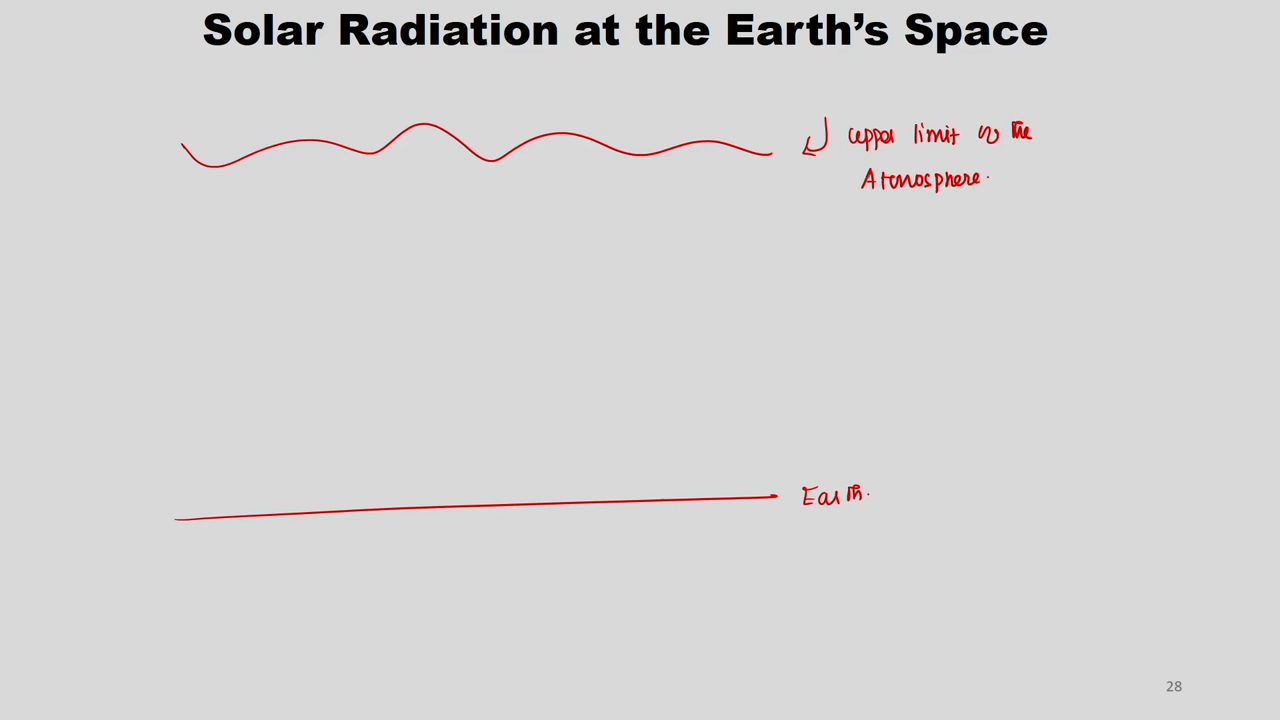 Solar Radiation at the Earth’s Space
upper limit of the
Atmosphere.
Earth.
28